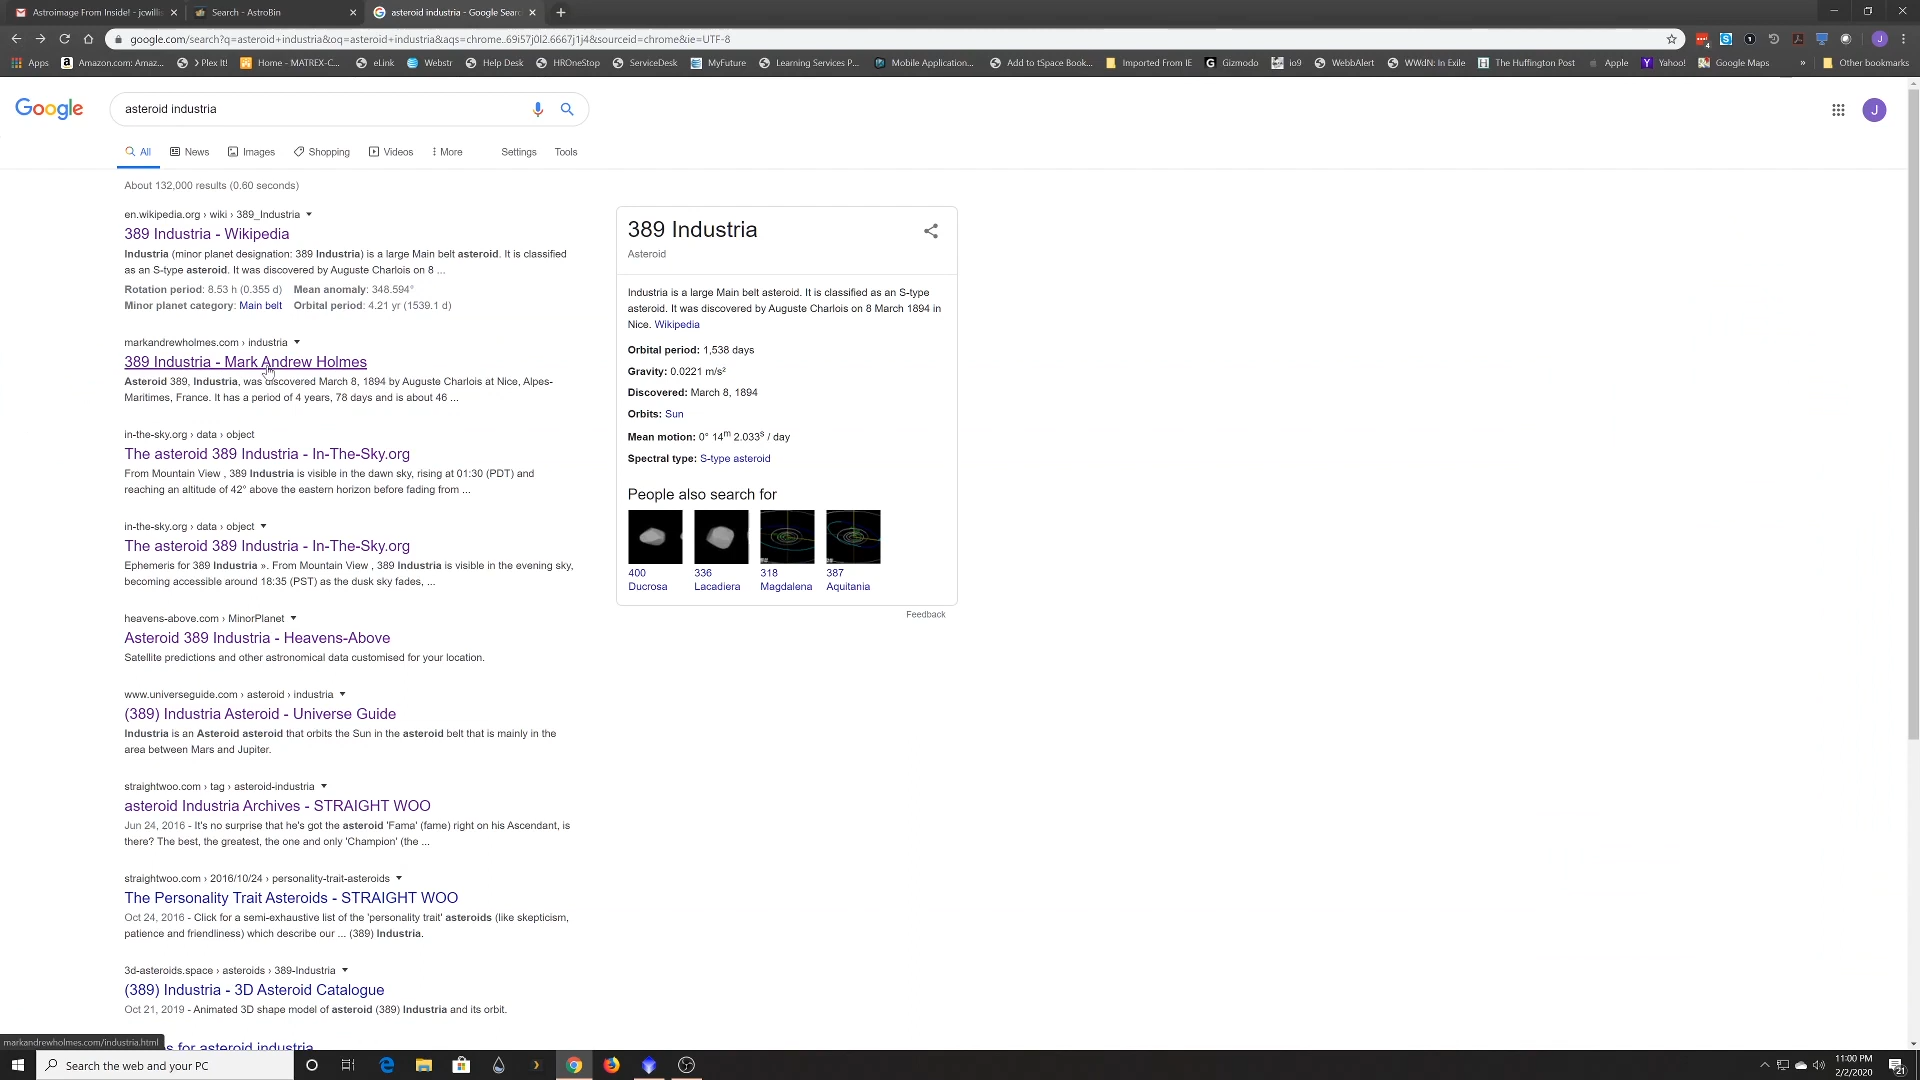 Astroimage From Inside! - jcwilli
Search - AstroBin
asteroid industria - Google Sear
google.com/search?q=asteroid+industria&oq=asteroid+industria&aqs=chrome..69i57j0l2.6667j1j4&sourceid=chrome&ie=UTF-8
Apps Amazon.com: Amaz... > Plex It! Home - MATREX-C... eLink Webstr Help Desk HROneStop ServiceDesk MyFuture Learning Services P... Mobile Application... Add to tSpace Book... Imported From IE Gizmodo io9 WebbAlert WWdN: In Exile The Huffington Post Apple Yahoo! Google Maps » Other bookmarks
Google
asteroid industria
J
All News Images Shopping Videos More Settings Tools
About 132,000 results (0.60 seconds)
en.wikipedia.org › wiki › 389_Industria
389 Industria - Wikipedia
Industria (minor planet designation: 389 Industria) is a large Main belt asteroid. It is classified
as an S-type asteroid. It was discovered by Auguste Charlois on 8 ...
Rotation period: 8.53 h (0.355 d) Mean anomaly: 348.594°
Minor planet category: Main belt Orbital period: 4.21 yr (1539.1 d)
markandrewholmes.com › industria
389 Industria - Mark Andrew Holmes
Asteroid 389, Industria, was discovered March 8, 1894 by Auguste Charlois at Nice, Alpes-
Maritimes, France. It has a period of 4 years, 78 days and is about 46 ...
in-the-sky.org › data › object
The asteroid 389 Industria - In-The-Sky.org
From Mountain View , 389 Industria is visible in the dawn sky, rising at 01:30 (PDT) and
reaching an altitude of 42° above the eastern horizon before fading from ...
in-the-sky.org › data › object
The asteroid 389 Industria - In-The-Sky.org
Ephemeris for 389 Industria ». From Mountain View , 389 Industria is visible in the evening sky,
becoming accessible around 18:35 (PST) as the dusk sky fades, ...
heavens-above.com › MinorPlanet
Asteroid 389 Industria - Heavens-Above
Satellite predictions and other astronomical data customised for your location.
www.universeguide.com › asteroid › industria
(389) Industria Asteroid - Universe Guide
Industria is an Asteroid asteroid that orbits the Sun in the asteroid belt that is mainly in the
area between Mars and Jupiter.
straightwoo.com › tag › asteroid-industria
asteroid Industria Archives - STRAIGHT WOO
Jun 24, 2016 - It's no surprise that he's got the asteroid 'Fama' (fame) right on his Ascendant, is
there? The best, the greatest, the one and only 'Champion' (the ...
straightwoo.com › 2016/10/24 › personality-trait-asteroids
The Personality Trait Asteroids - STRAIGHT WOO
Oct 24, 2016 - Click for a semi-exhaustive list of the 'personality trait' asteroids (like skepticism,
patience and friendliness) which describe our ... (389) Industria.
3d-asteroids.space › asteroids › 389-Industria
(389) Industria - 3D Asteroid Catalogue
Oct 21, 2019 - Animated 3D shape model of asteroid (389) Industria and its orbit.
s for asteroid industria
389 Industria
Asteroid
Industria is a large Main belt asteroid. It is classified as an S-type
asteroid. It was discovered by Auguste Charlois on 8 March 1894 in
Nice. Wikipedia
Orbital period: 1,538 days
Gravity: 0.0221 m/s²
Discovered: March 8, 1894
Orbits: Sun
Mean motion: 0° 14m 2.033s / day
Spectral type: S-type asteroid
People also search for
400 Ducrosa
336 Lacadiera
318 Magdalena
387 Aquitania
Feedback
markandrewholmes.com/industria.html
Search the web and your PC
11:00 PM
2/2/2020
21